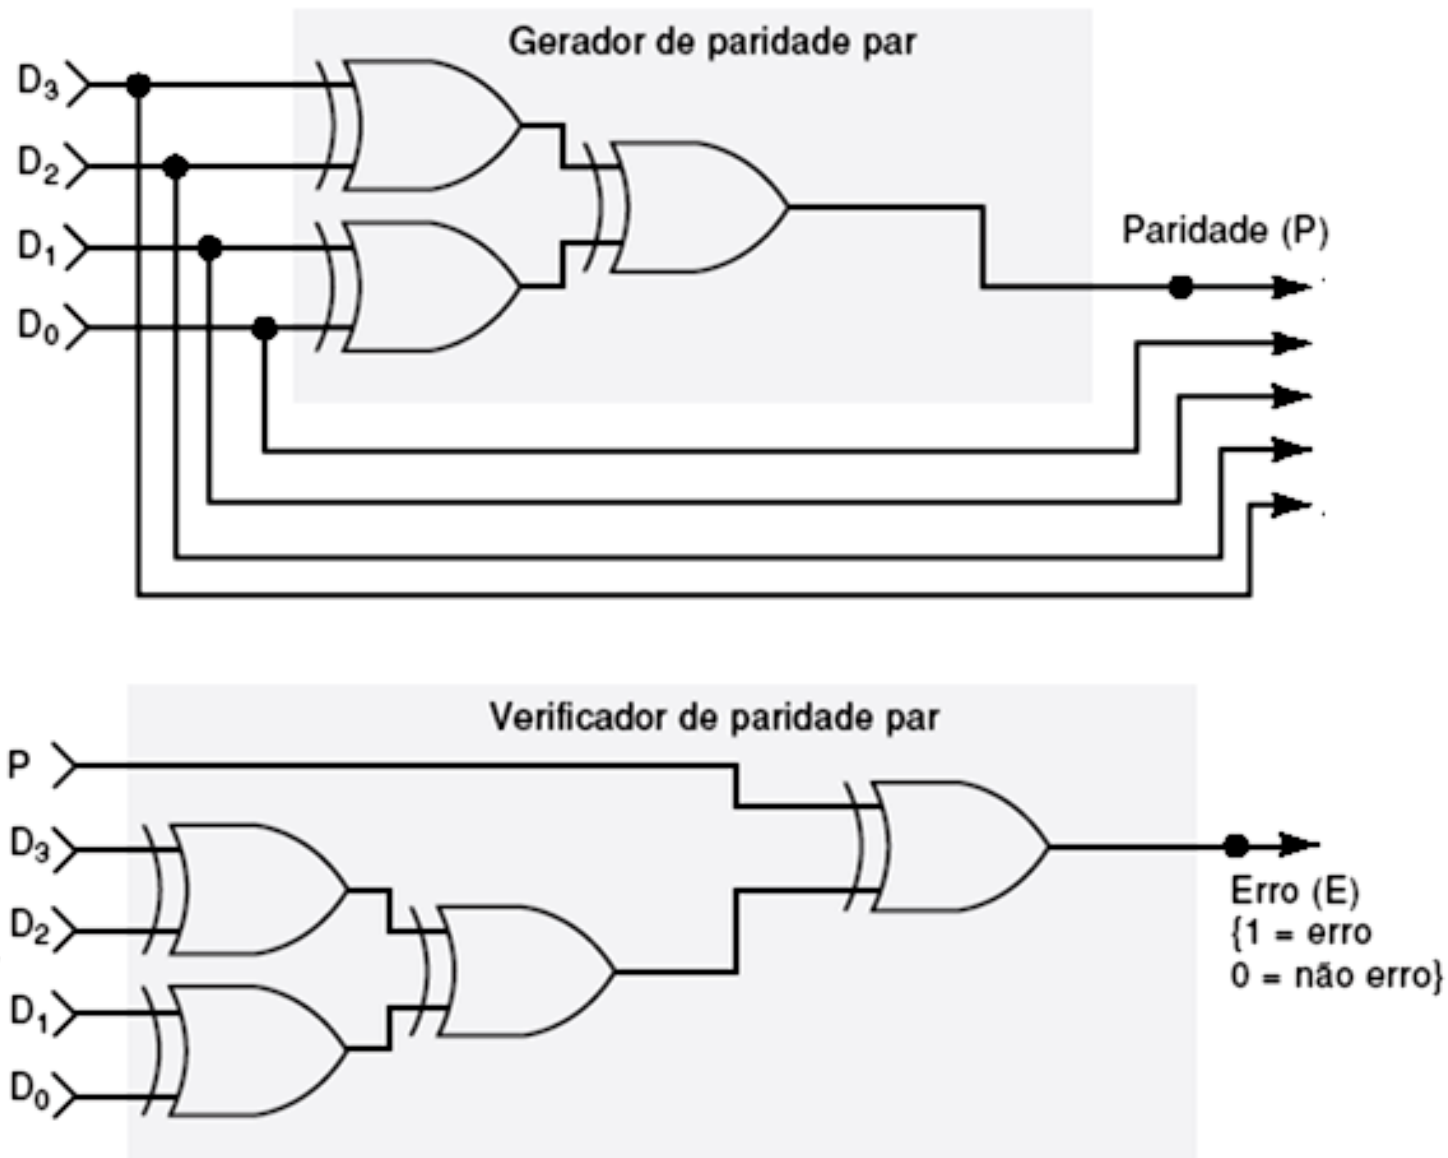 Gerador de paridade par
D₃
D₂
D₁
D₀
Paridade (P)
Verificador de paridade par
P
D₃
D₂
D₁
D₀
Erro (E)
{1 = erro
0 = não erro}